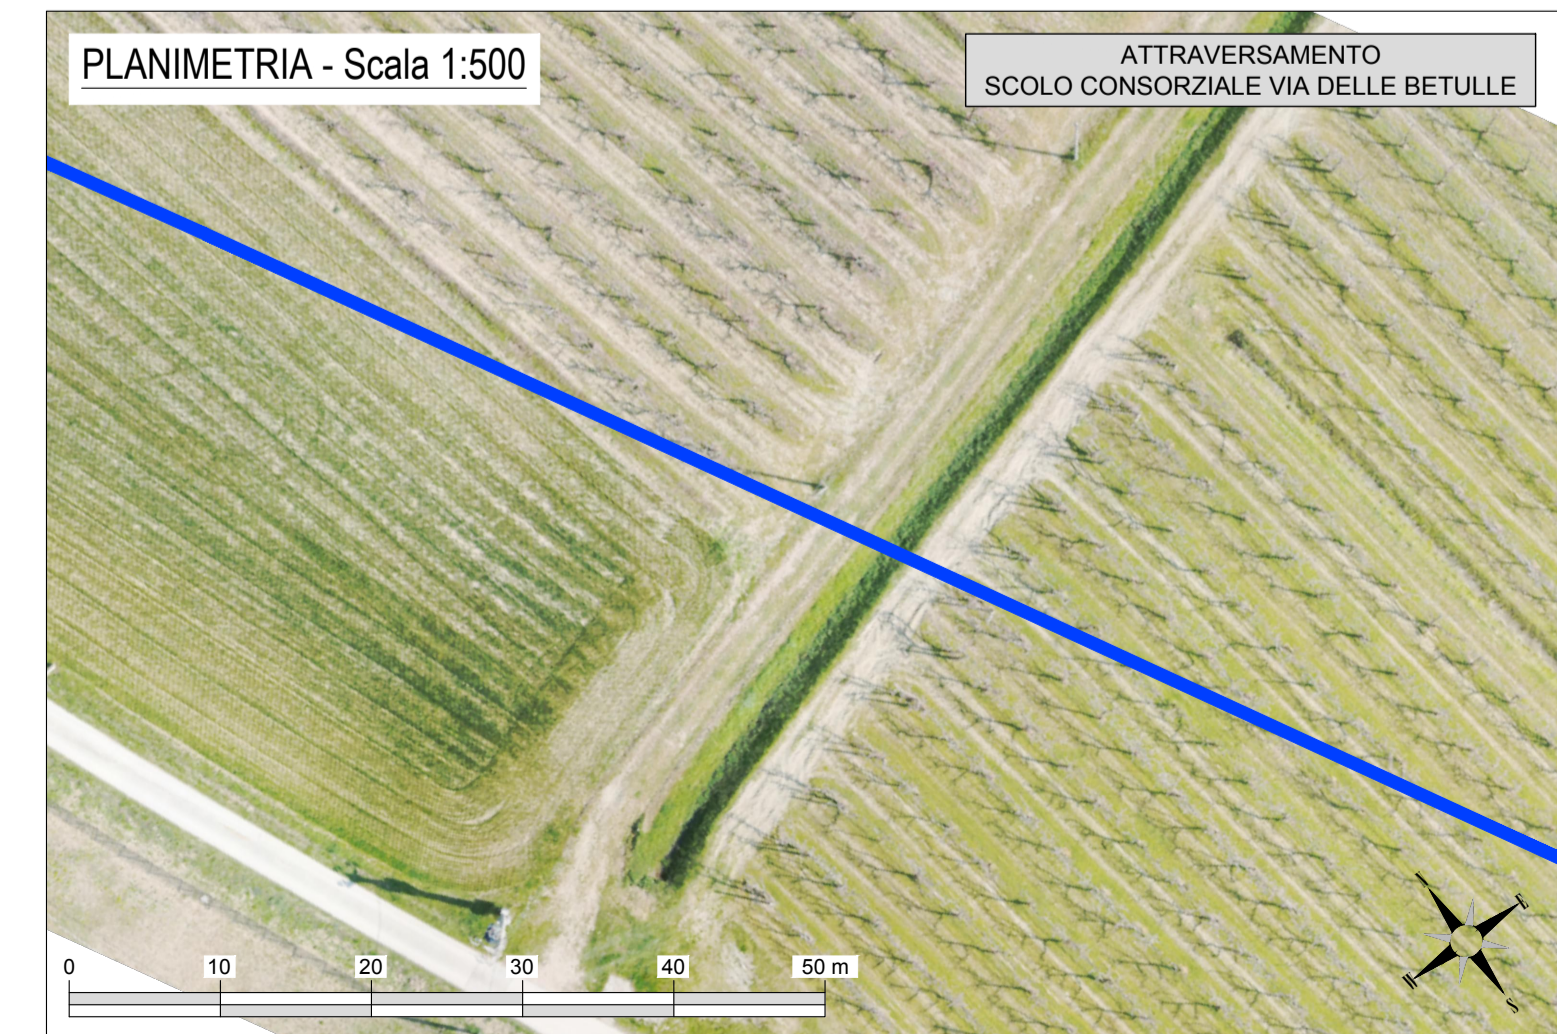 PLANIMETRIA - Scala 1:500
ATTRAVERSAMENTO
SCOLO CONSORZIALE VIA DELLE BETULLE
0 10 20 30 40 50 m
E
W
S